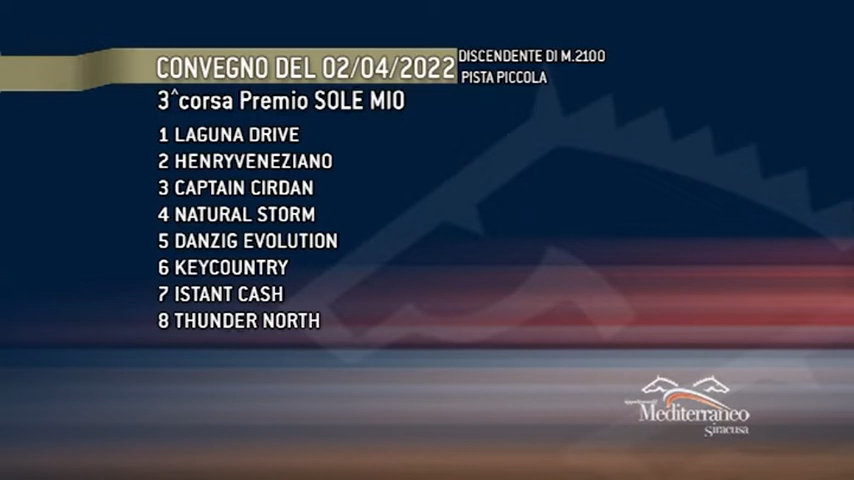 CONVEGNO DEL 02/04/2022
DISCENDENTE DI M.2100
PISTA PICCOLA
3^corsa Premio SOLE MIO
1 LAGUNA DRIVE
2 HENRYVENEZIANO
3 CAPTAIN CIRDAN
4 NATURAL STORM
5 DANZIG EVOLUTION
6 KEYCOUNTRY
7 ISTANT CASH
8 THUNDER NORTH
Mediterraneo
Siracusa